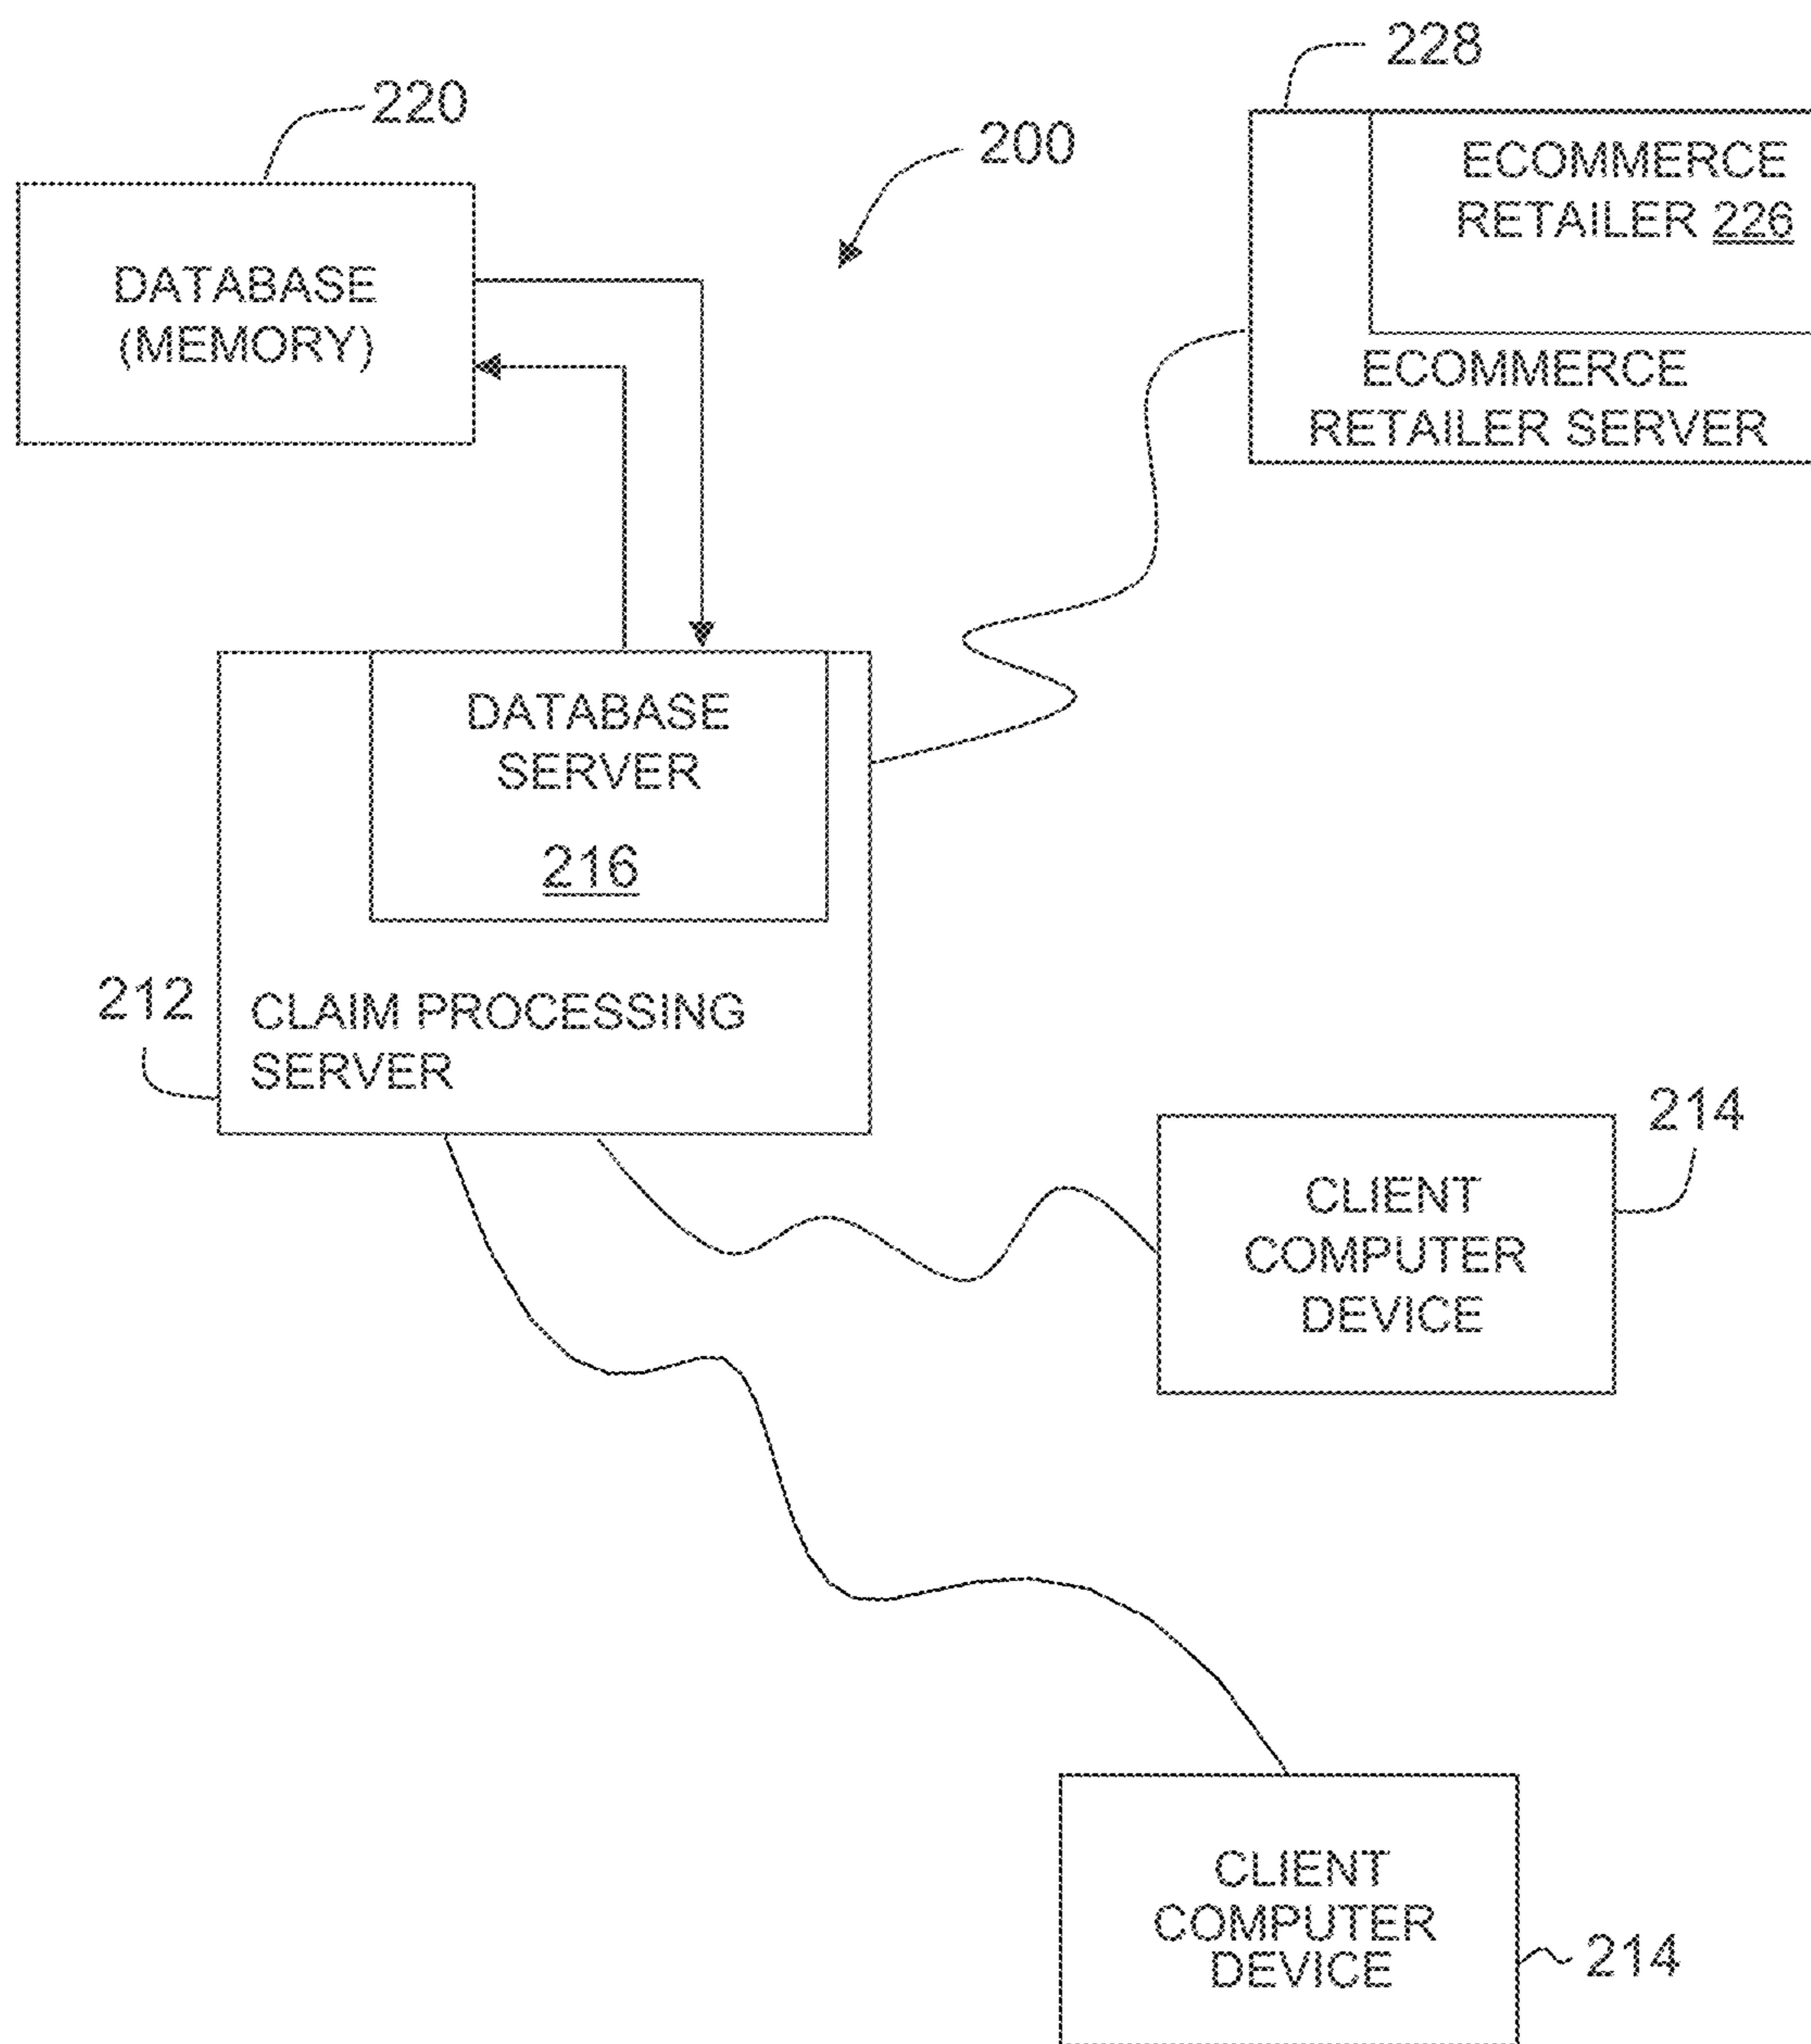 228
220
200
ECOMMERCE
RETAILER 226
DATABASE
(MEMORY)
ECOMMERCE
RETAILER SERVER
DATABASE
SERVER
216
212
CLAIM PROCESSING
SERVER
214
CLIENT
COMPUTER
DEVICE
CLIENT
COMPUTER
DEVICE
214